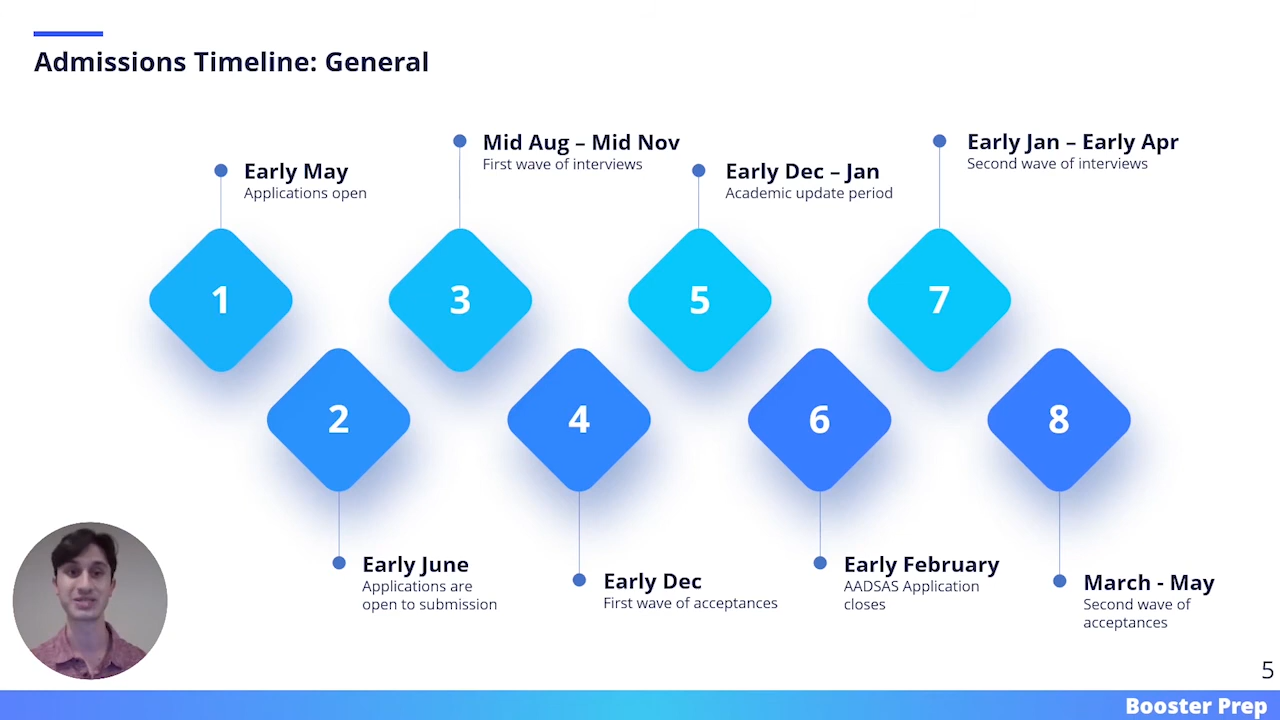 Admissions Timeline: General
Early May
Applications open
Mid Aug – Mid Nov
First wave of interviews
Early Dec – Jan
Academic update period
Early Jan – Early Apr
Second wave of interviews
1
3
5
7
2
4
6
8
Early June
Applications are
open to submission
Early Dec
First wave of acceptances
Early February
AADSAS Application
closes
March - May
Second wave of
acceptances
5
Booster Prep